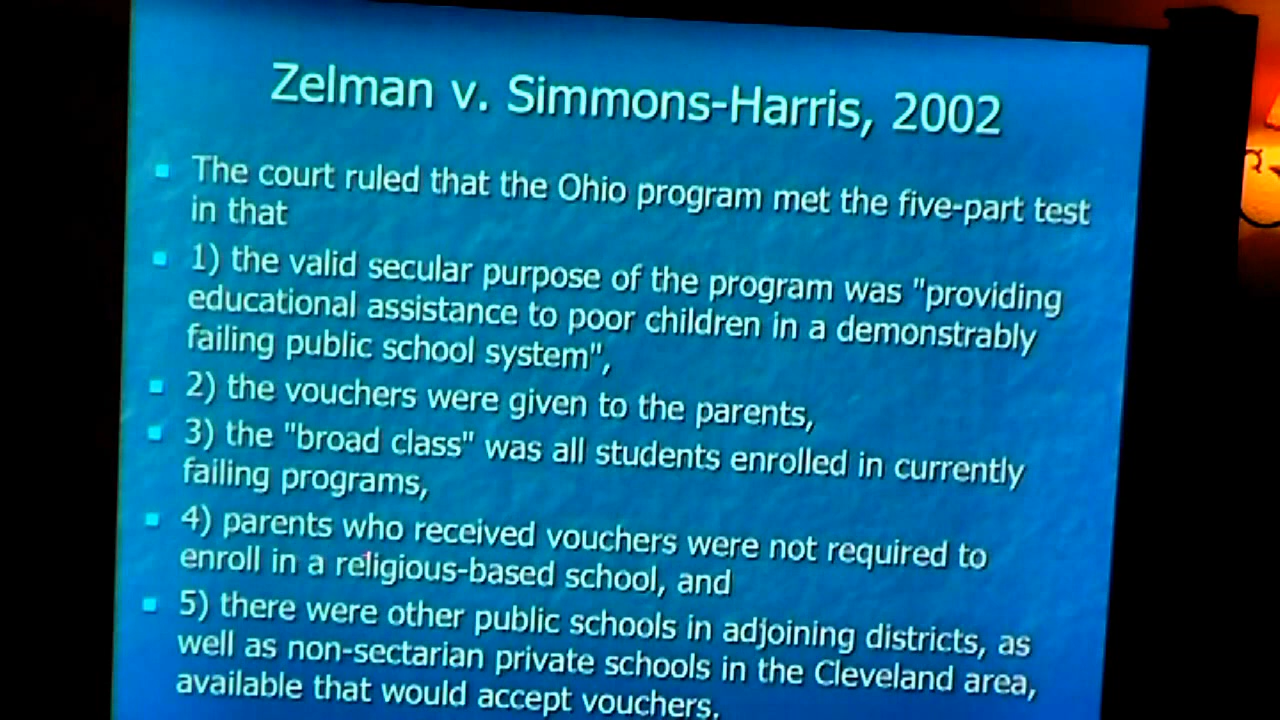 Zelman v. Simmons-Harris, 2002
The court ruled that the Ohio program met the five-part test
in that
1) the valid secular purpose of the program was "providing
educational assistance to poor children in a demonstrably
failing public school system",
2) the vouchers were given to the parents,
3) the "broad class" was all students enrolled in currently
failing programs,
4) parents who received vouchers were not required to
enroll in a religious-based school, and
5) there were other public schools in adjoining districts, as
well as non-sectarian private schools in the Cleveland area,
available that would accept vouchers.